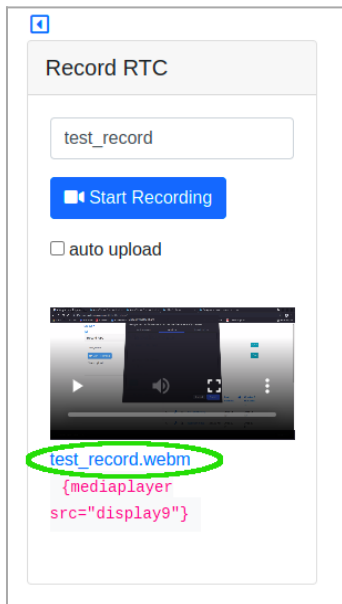 Record RTC
test_record
Start Recording
auto upload
test_record.webm
{mediaplayer
src="display9"}